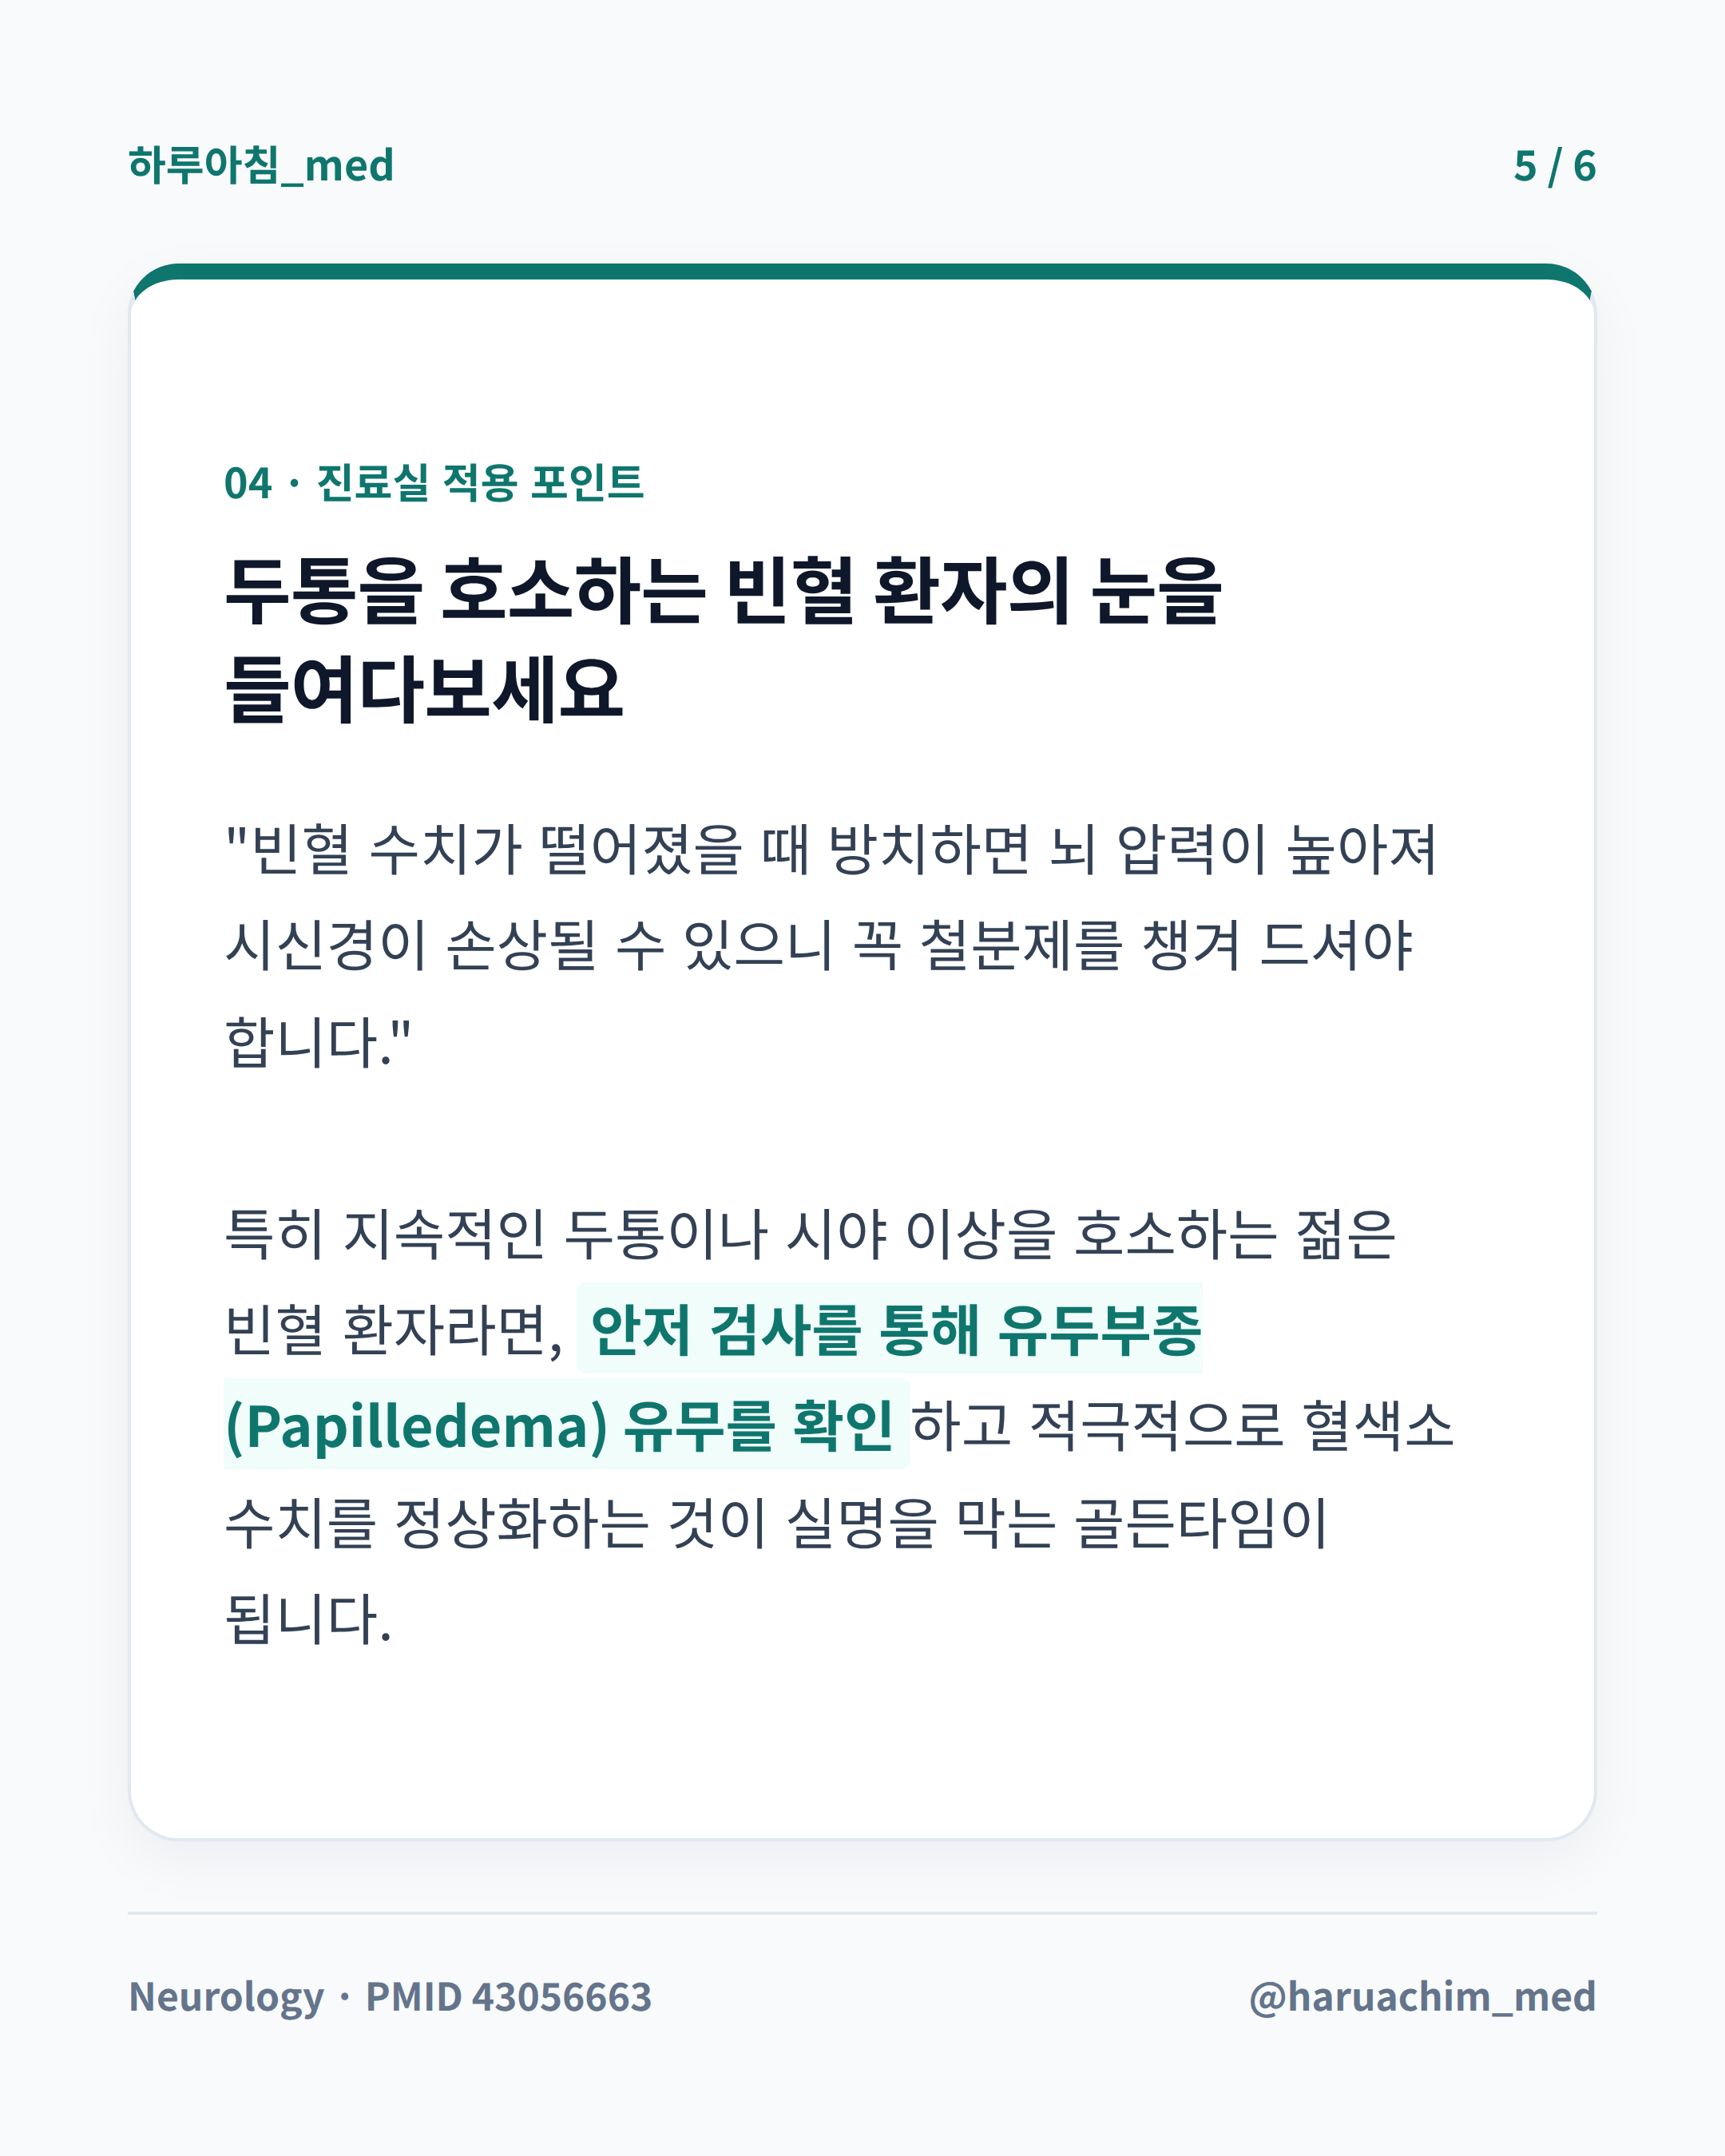 하루아침_med
5 / 6
04 · 진료실 적용 포인트
두통을 호소하는 빈혈 환자의 눈을
들여다보세요
"빈혈 수치가 떨어졌을 때 방치하면 뇌 압력이 높아져
시신경이 손상될 수 있으니 꼭 철분제를 챙겨 드셔야
합니다."
특히 지속적인 두통이나 시야 이상을 호소하는 젊은
빈혈 환자라면, 안저 검사를 통해 유두부종
(Papilledema) 유무를 확인 하고 적극적으로 혈색소
수치를 정상화하는 것이 실명을 막는 골든타임이
됩니다.
Neurology · PMID 43056663
@haruachim_med